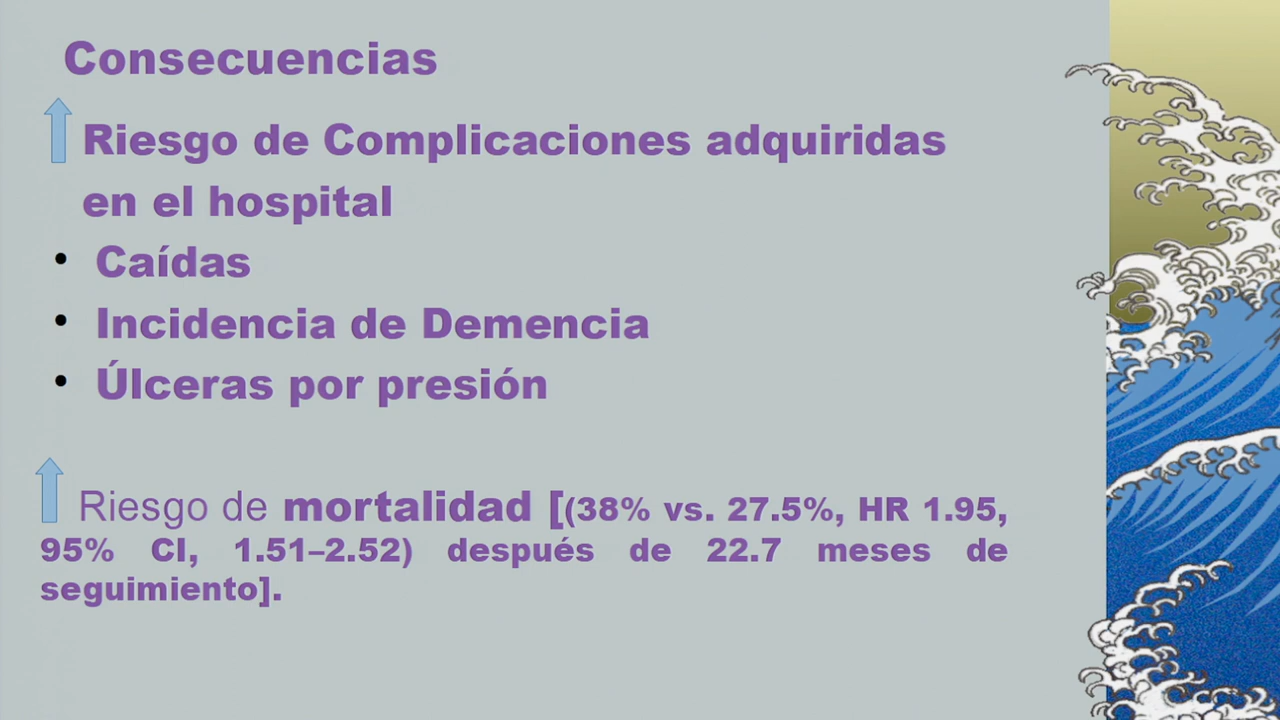 Consecuencias
Riesgo de Complicaciones adquiridas
en el hospital
• Caídas
• Incidencia de Demencia
• Úlceras por presión
Riesgo de mortalidad [(38% vs. 27.5%, HR 1.95,
95% CI, 1.51–2.52) después de 22.7 meses de
seguimiento].